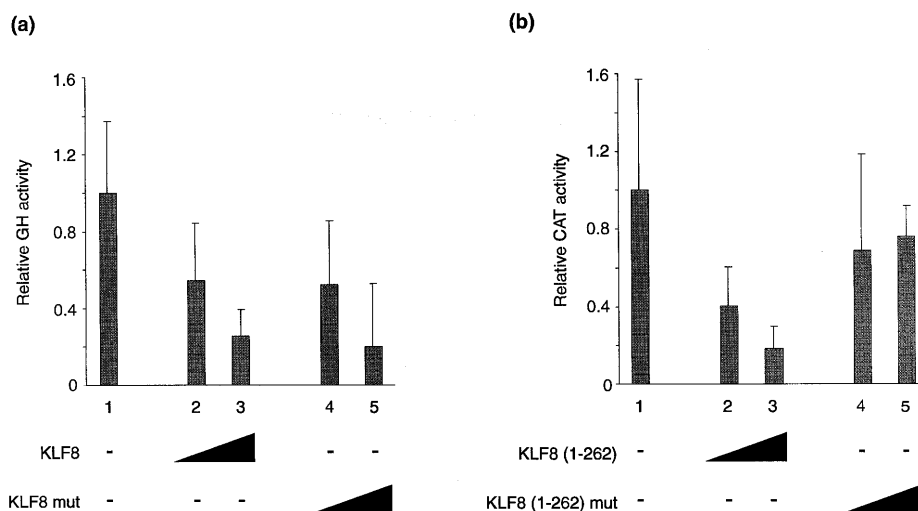 (a)
1.6
1.2
0.8
0.4
0
Relative GH activity
1 2 3 4 5
KLF8 - - -
KLF8 mut - - -
(b)
1.6
1.2
0.8
0.4
0
Relative CAT activity
1 2 3 4 5
KLF8 (1-262) - - -
KLF8 (1-262) mut - - -